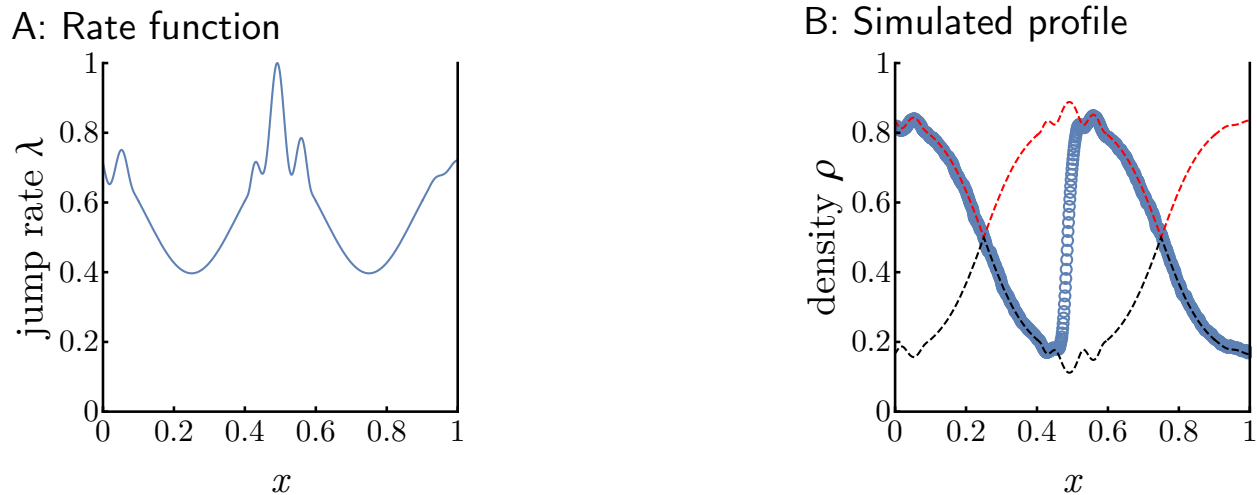 A: Rate function
jump rate λ
1
0.8
0.6
0.4
0.2
0
0 0.2 0.4 0.6 0.8 1
x
B: Simulated profile
density ρ
1
0.8
0.6
0.4
0.2
0
0 0.2 0.4 0.6 0.8 1
x